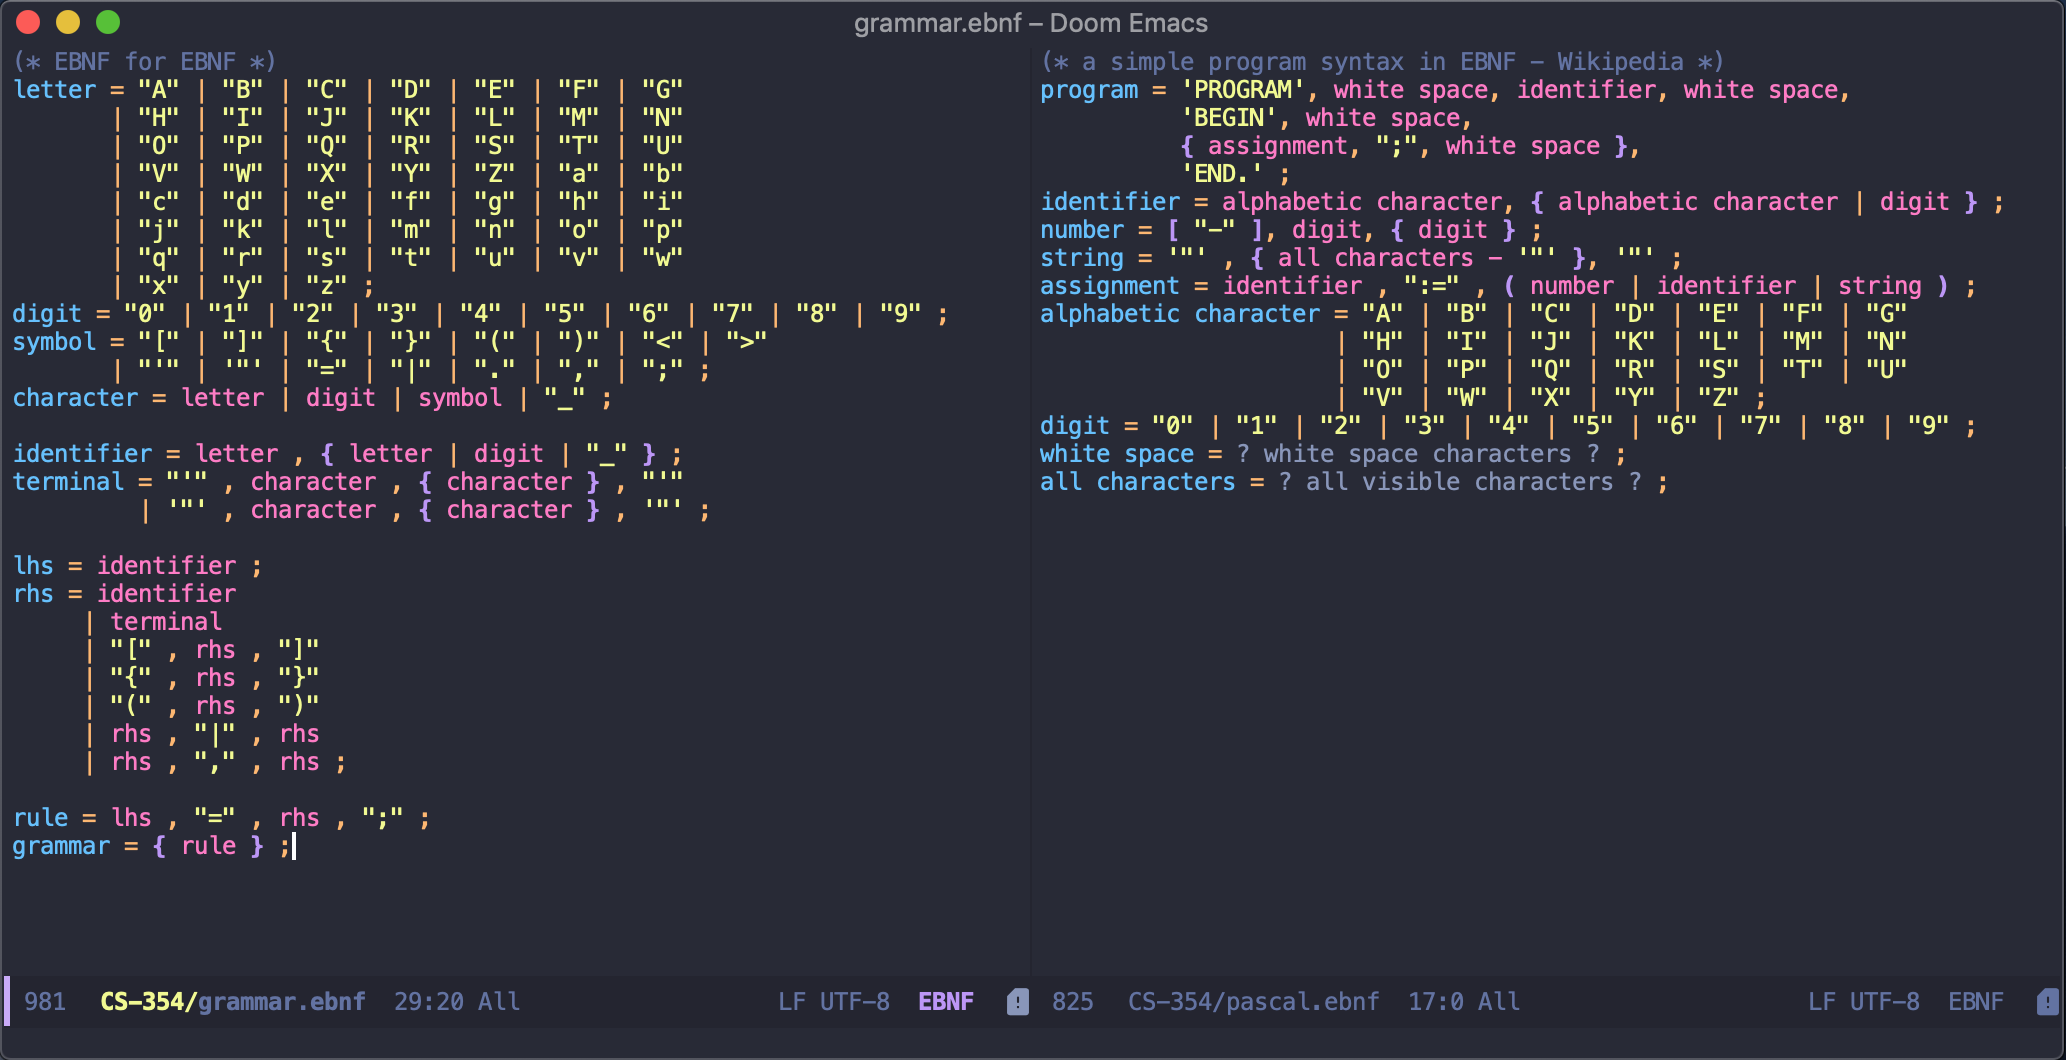 grammar.ebnf – Doom Emacs
(* EBNF for EBNF *)
letter = "A" | "B" | "C" | "D" | "E" | "F" | "G"
       | "H" | "I" | "J" | "K" | "L" | "M" | "N"
       | "O" | "P" | "Q" | "R" | "S" | "T" | "U"
       | "V" | "W" | "X" | "Y" | "Z" | "a" | "b"
       | "c" | "d" | "e" | "f" | "g" | "h" | "i"
       | "j" | "k" | "l" | "m" | "n" | "o" | "p"
       | "q" | "r" | "s" | "t" | "u" | "v" | "w"
       | "x" | "y" | "z" ;
digit = "0" | "1" | "2" | "3" | "4" | "5" | "6" | "7" | "8" | "9" ;
symbol = "[" | "]" | "{" | "}" | "(" | ")" | "<" | ">"
       | "'" | '"' | "=" | "|" | "." | "," | ";" ;
character = letter | digit | symbol | "_" ;

identifier = letter , { letter | digit | "_" } ;
terminal = "'" , character , { character } , "'"
         | '"' , character , { character } , '"' ;

lhs = identifier ;
rhs = identifier
     | terminal
     | "[" , rhs , "]"
     | "{" , rhs , "}"
     | "(" , rhs , ")"
     | rhs , "|" , rhs
     | rhs , "," , rhs ;

rule = lhs , "=" , rhs , ";" ;
grammar = { rule } ;
981 CS-354/grammar.ebnf 29:20 All LF UTF-8 EBNF
(* a simple program syntax in EBNF - Wikipedia *)
program = 'PROGRAM', white space, identifier, white space,
          'BEGIN', white space,
          { assignment, ";", white space },
          'END.' ;
identifier = alphabetic character, { alphabetic character | digit } ;
number = [ "-" ], digit, { digit } ;
string = '"' , { all characters - '"' }, '"' ;
assignment = identifier , ":=" , ( number | identifier | string ) ;
alphabetic character = "A" | "B" | "C" | "D" | "E" | "F" | "G"
                     | "H" | "I" | "J" | "K" | "L" | "M" | "N"
                     | "O" | "P" | "Q" | "R" | "S" | "T" | "U"
                     | "V" | "W" | "X" | "Y" | "Z" ;
digit = "0" | "1" | "2" | "3" | "4" | "5" | "6" | "7" | "8" | "9" ;
white space = ? white space characters ? ;
all characters = ? all visible characters ? ;
825 CS-354/pascal.ebnf 17:0 All LF UTF-8 EBNF